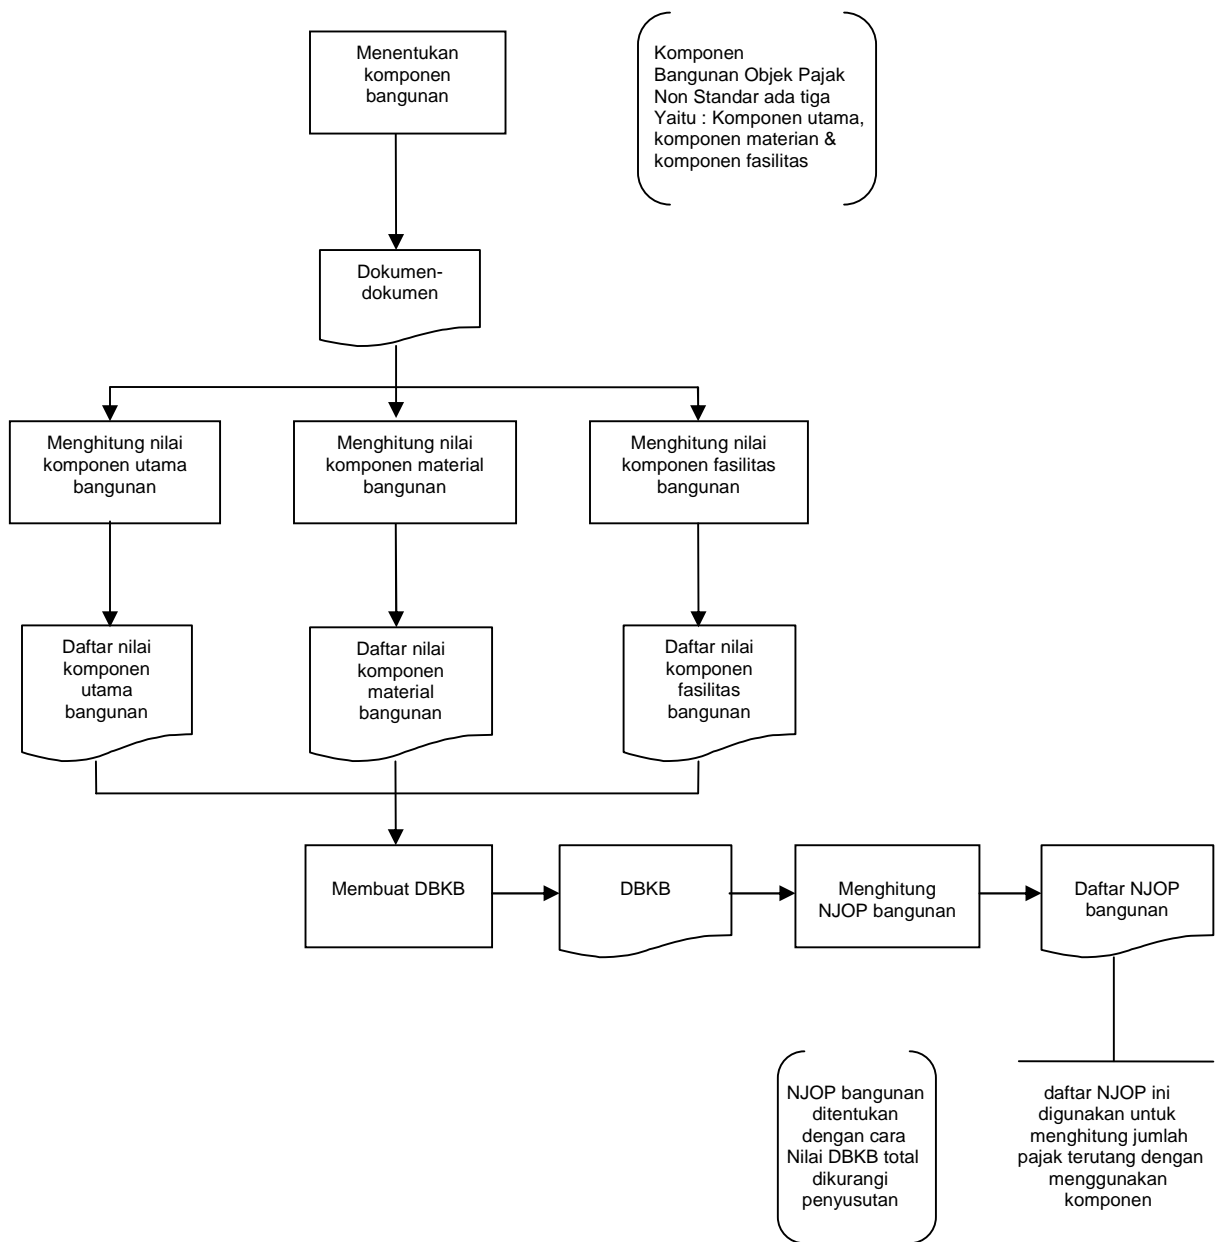 Menentukan
komponen
bangunan
Komponen
Bangunan Objek Pajak
Non Standar ada tiga
Yaitu : Komponen utama,
komponen materian &
komponen fasilitas
Dokumen-
dokumen
Menghitung nilai
komponen utama
bangunan
Menghitung nilai
komponen material
bangunan
Menghitung nilai
komponen fasilitas
bangunan
Daftar nilai
komponen
utama
bangunan
Daftar nilai
komponen
material
bangunan
Daftar nilai
komponen
fasilitas
bangunan
Membuat DBKB
DBKB
Menghitung
NJOP bangunan
Daftar NJOP
bangunan
NJOP bangunan
ditentukan
dengan cara
Nilai DBKB total
dikurangi
penyusutan
daftar NJOP ini
digunakan untuk
menghitung jumlah
pajak terutang dengan
menggunakan
komponen